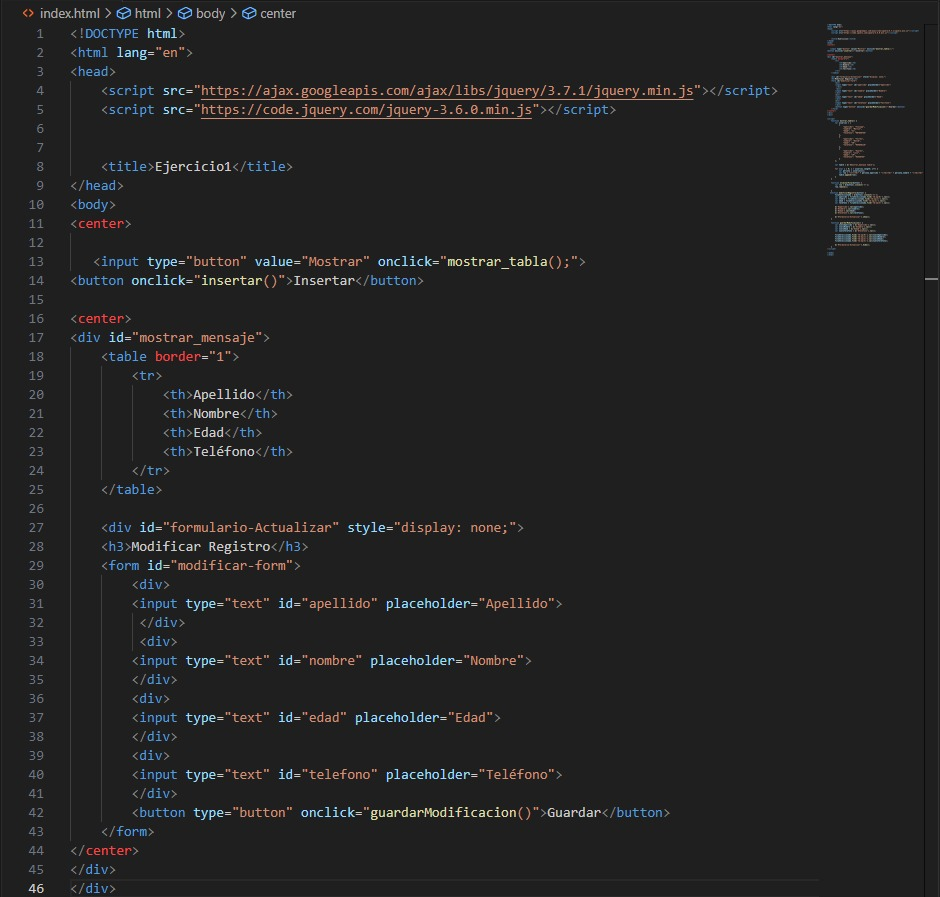 index.html > html > body > center
1 <!DOCTYPE html>
2 <html lang="en">
3 <head>
4     <script src="https://ajax.googleapis.com/ajax/libs/jquery/3.7.1/jquery.min.js"></script>
5     <script src="https://code.jquery.com/jquery-3.6.0.min.js"></script>
6
7
8     <title>Ejercicio1</title>
9 </head>
10 <body>
11 <center>
12
13    <input type="button" value="Mostrar" onclick="mostrar_tabla();">
14 <button onclick="insertar()">Insertar</button>
15
16 <center>
17 <div id="mostrar_mensaje">
18     <table border="1">
19         <tr>
20             <th>Apellido</th>
21             <th>Nombre</th>
22             <th>Edad</th>
23             <th>Teléfono</th>
24         </tr>
25     </table>
26
27     <div id="formulario-Actualizar" style="display: none;">
28     <h3>Modificar Registro</h3>
29     <form id="modificar-form">
30         <div>
31         <input type="text" id="apellido" placeholder="Apellido">
32          </div>
33          <div>
34         <input type="text" id="nombre" placeholder="Nombre">
35         </div>
36         <div>
37         <input type="text" id="edad" placeholder="Edad">
38         </div>
39         <div>
40         <input type="text" id="telefono" placeholder="Teléfono">
41         </div>
42         <button type="button" onclick="guardarModificacion()">Guardar</button>
43     </form>
44 </center>
45 </div>
46 </div>